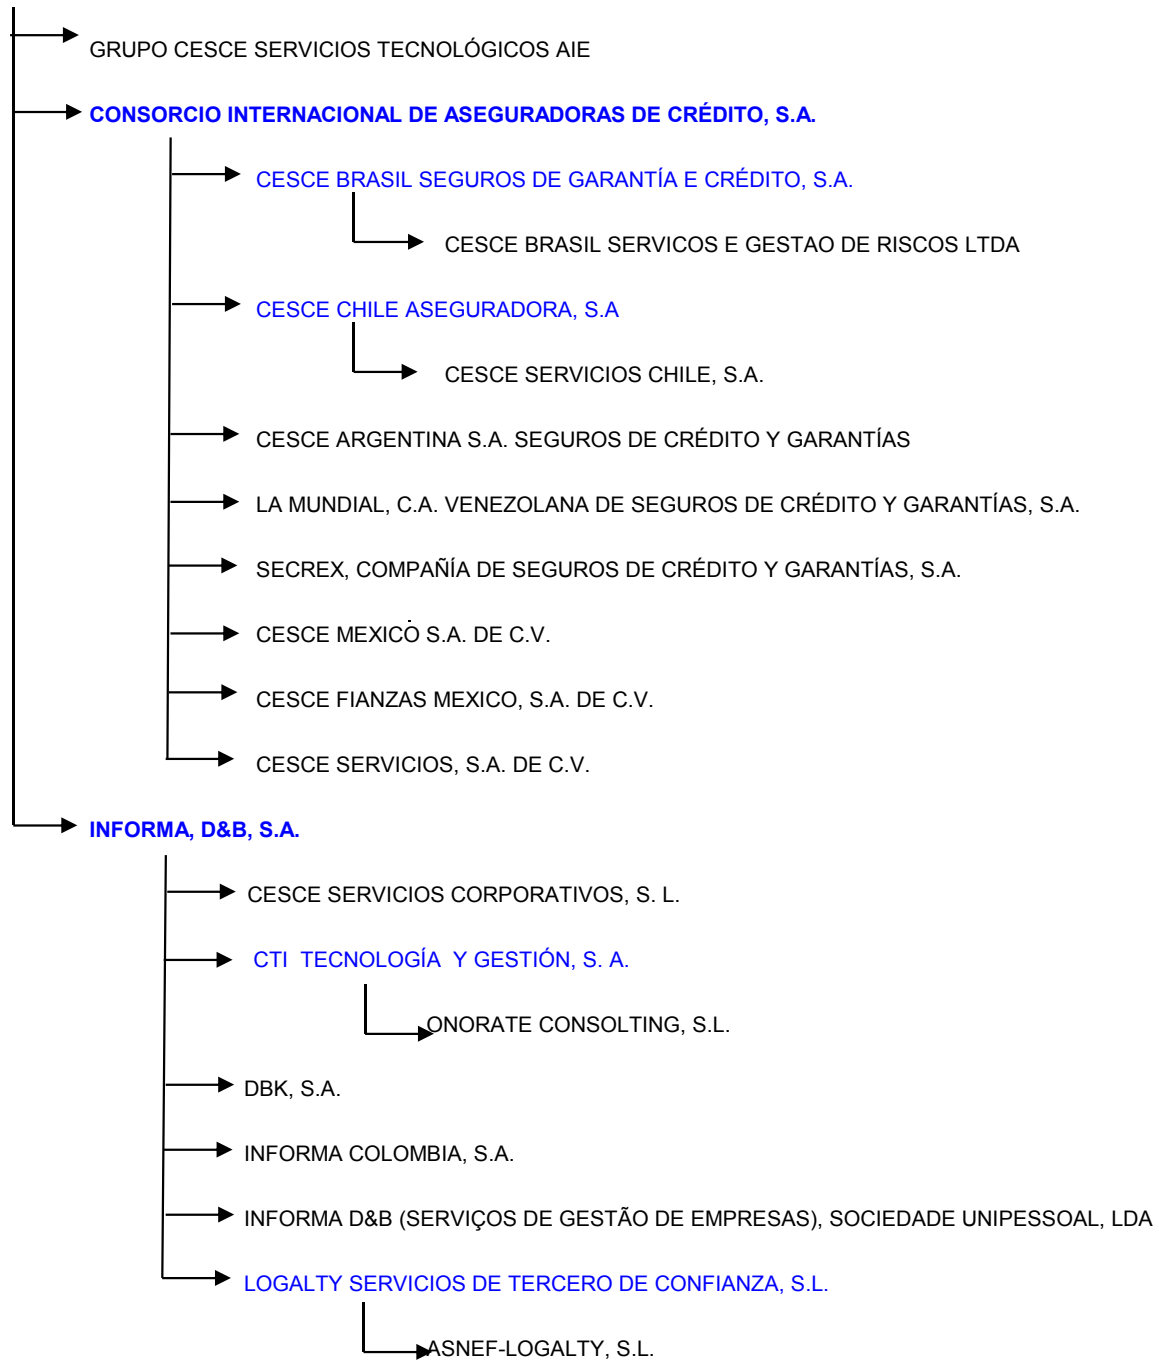 GRUPO CESCE SERVICIOS TECNOLÓGICOS AIE
CONSORCIO INTERNACIONAL DE ASEGURADORAS DE CRÉDITO, S.A.
CESCE BRASIL SEGUROS DE GARANTÍA E CRÉDITO, S.A.
CESCE BRASIL SERVICOS E GESTAO DE RISCOS LTDA
CESCE CHILE ASEGURADORA, S.A
CESCE SERVICIOS CHILE, S.A.
CESCE ARGENTINA S.A. SEGUROS DE CRÉDITO Y GARANTÍAS
LA MUNDIAL, C.A. VENEZOLANA DE SEGUROS DE CRÉDITO Y GARANTÍAS, S.A.
SECREX, COMPAÑÍA DE SEGUROS DE CRÉDITO Y GARANTÍAS, S.A.
CESCE MEXICO S.A. DE C.V.
CESCE FIANZAS MEXICO, S.A. DE C.V.
CESCE SERVICIOS, S.A. DE C.V.
INFORMA, D&B, S.A.
CESCE SERVICIOS CORPORATIVOS, S. L.
CTI TECNOLOGÍA Y GESTIÓN, S. A.
ONORATE CONSOLTING, S.L.
DBK, S.A.
INFORMA COLOMBIA, S.A.
INFORMA D&B (SERVIÇOS DE GESTÃO DE EMPRESAS), SOCIEDADE UNIPESSOAL, LDA
LOGALTY SERVICIOS DE TERCERO DE CONFIANZA, S.L.
ASNEF-LOGALTY, S.L.